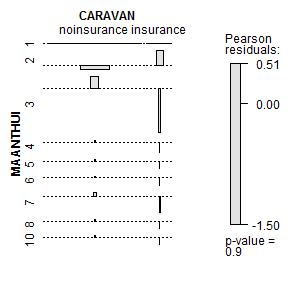 CARAVAN
noinsurance insurance
MAANTHUI
1
2
3
4
5
6
7
8
10
Pearson
residuals:
0.51
0.00
-1.50
p-value =
0.9